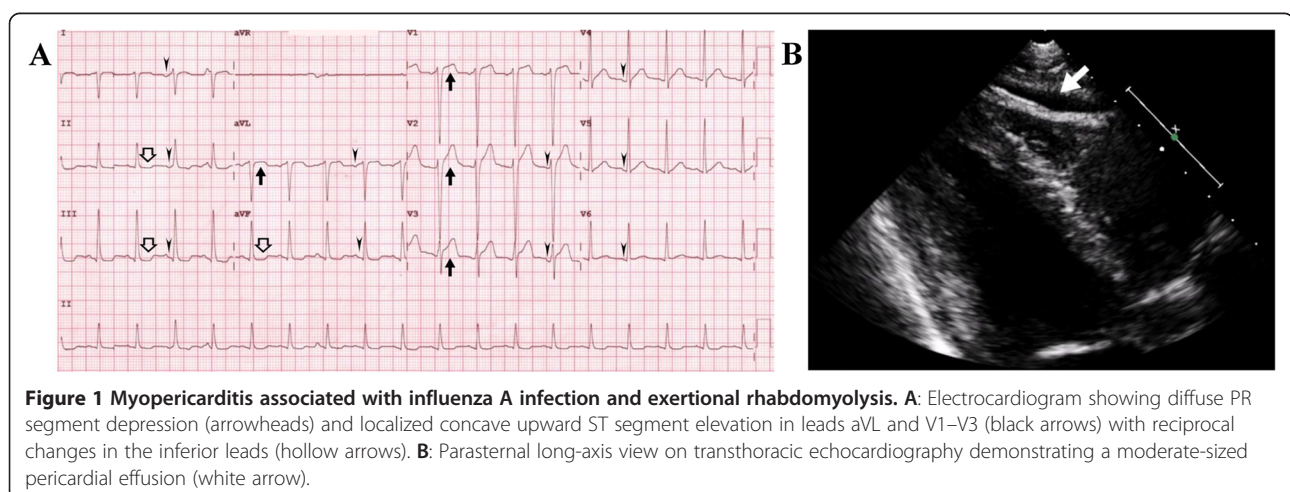 A
B
I
aVR
V1
V4
II
aVL
V2
V5
III
aVF
V3
V6
II
Figure 1 Myopericarditis associated with influenza A infection and exertional rhabdomyolysis. A: Electrocardiogram showing diffuse PR
segment depression (arrowheads) and localized concave upward ST segment elevation in leads aVL and V1–V3 (black arrows) with reciprocal
changes in the inferior leads (hollow arrows). B: Parasternal long-axis view on transthoracic echocardiography demonstrating a moderate-sized
pericardial effusion (white arrow).